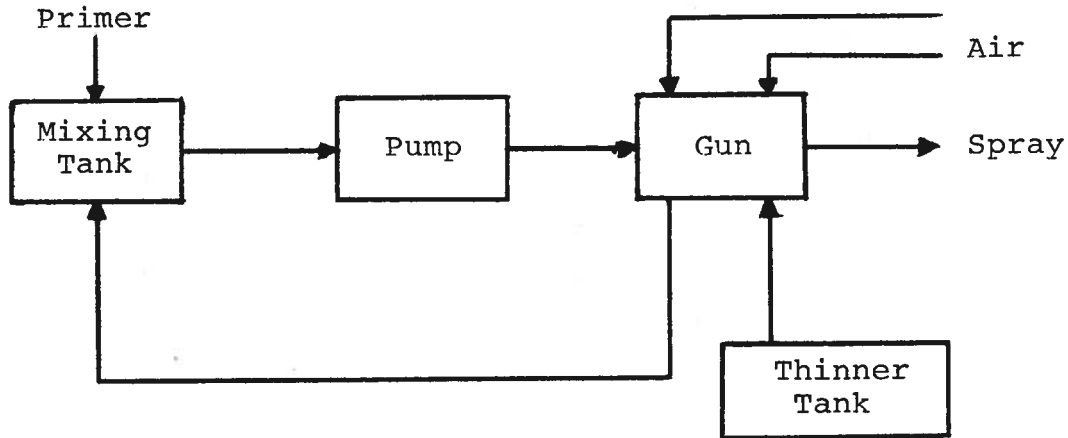 Primer
Air
Mixing
Tank
Pump
Gun
Spray
Thinner
Tank